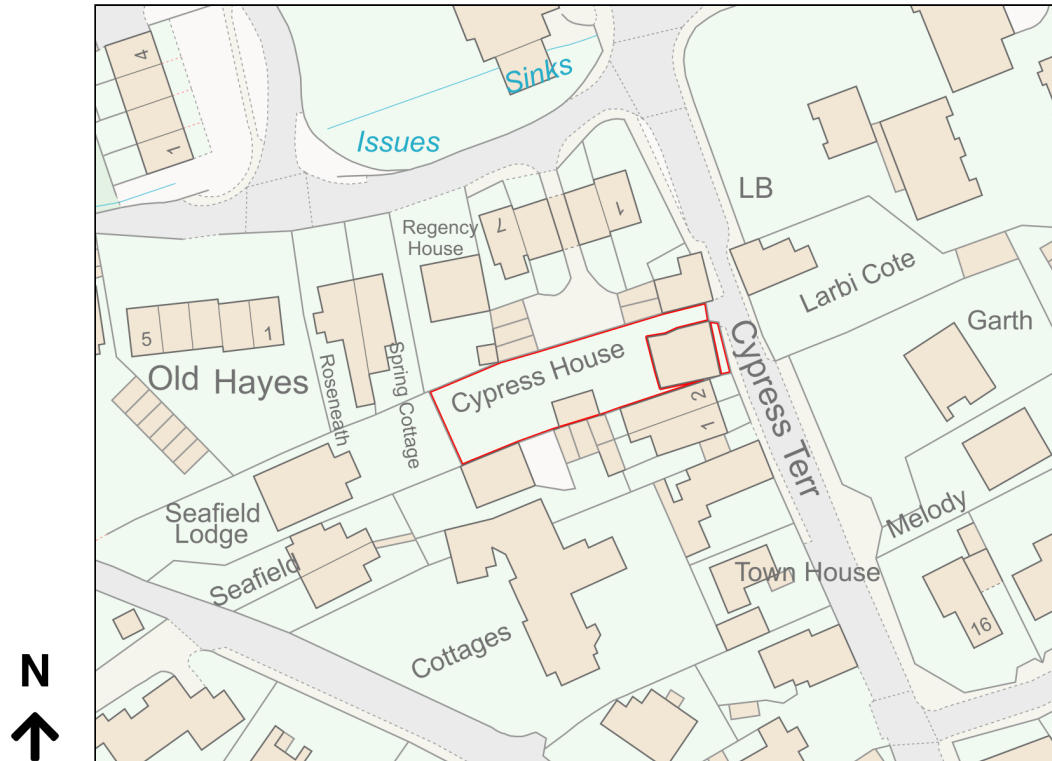 4
1
Sinks
Issues
LB
Regency
House
7
1
Larbi Cote
Garth
5
1
Old Hayes
Roseneath
Spring Cottage
Cypress House
Cypress Terr
2
1
Seafield
Lodge
Seafield
Melody
Town House
Cottages
16
N